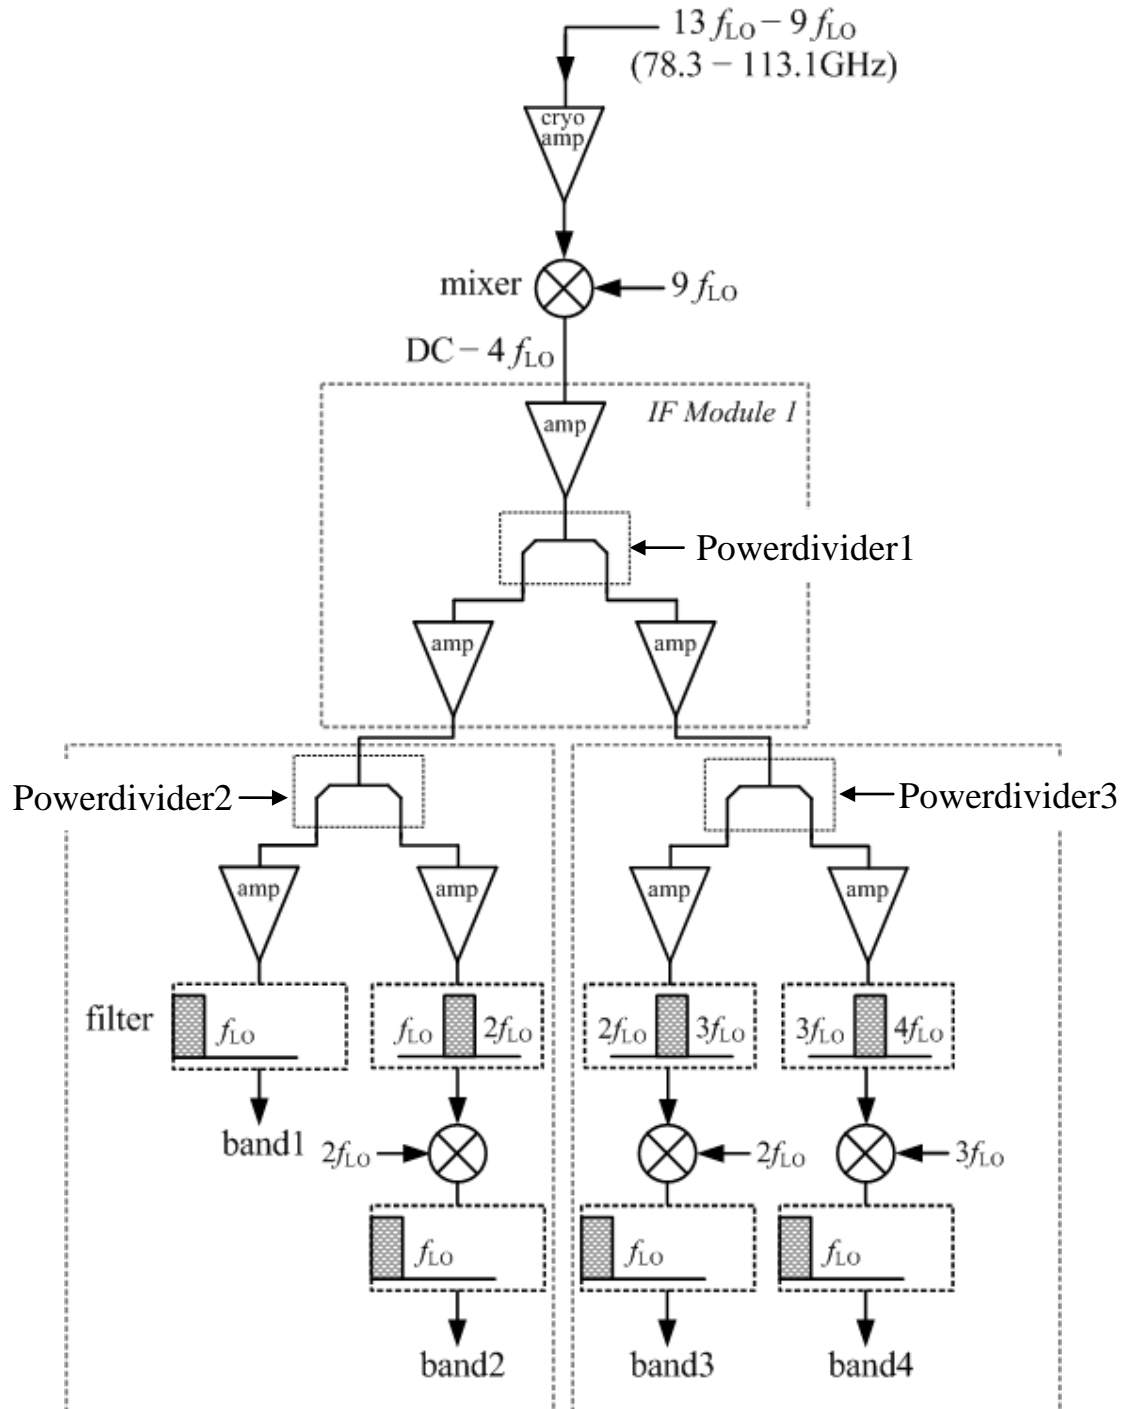 13 fLO − 9 fLO
(78.3 − 113.1GHz)
cryo
amp
mixer
9 fLO
DC − 4 fLO
IF Module I
amp
Powerdivider1
amp
amp
Powerdivider2
Powerdivider3
amp
amp
amp
amp
filter
fLO
fLO
2fLO
2fLO
3fLO
3fLO
4fLO
band1
2fLO
2fLO
3fLO
fLO
fLO
fLO
band2
band3
band4